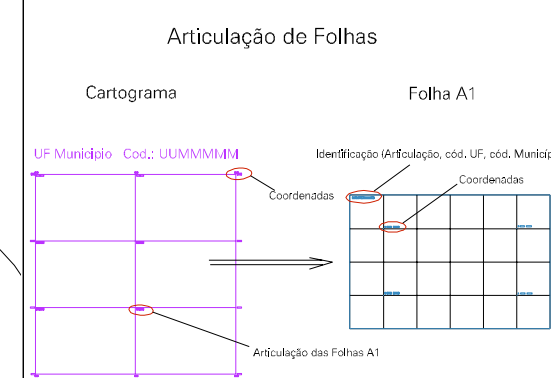 Articulação de Folhas
Cartograma
Folha A1
UF Municipio Cod.: UUMMMMM
Identificação (Articulação, cód. UF, cód. Municíp
Coordenadas
Coordenadas
Articulação das Folhas A1